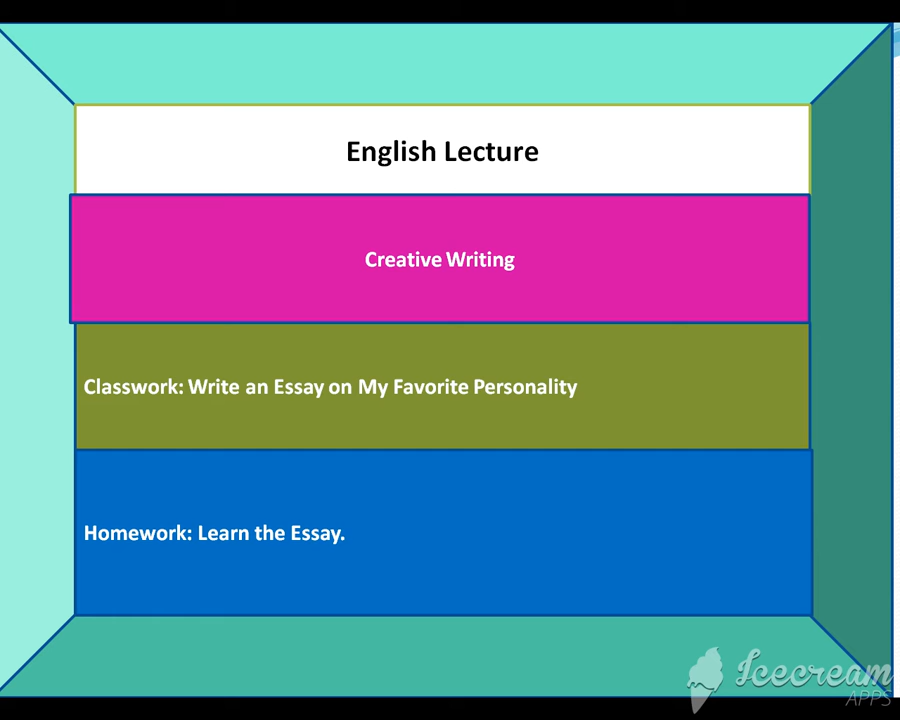 English Lecture
Creative Writing
Classwork: Write an Essay on My Favorite Personality
Homework: Learn the Essay.
Icecream
APPS